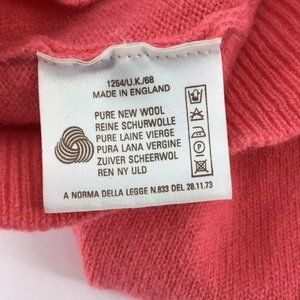 1254/U.K./68
MADE IN ENGLAND
PURE NEW WOOL
REINE SCHURWOLLE
PURE LAINE VIERGE
PURA LANA VERGINE
ZUIVER SCHEERWOL
REN NY ULD
A NORMA DELLA LEGGE N.833 DEL 28.11.73